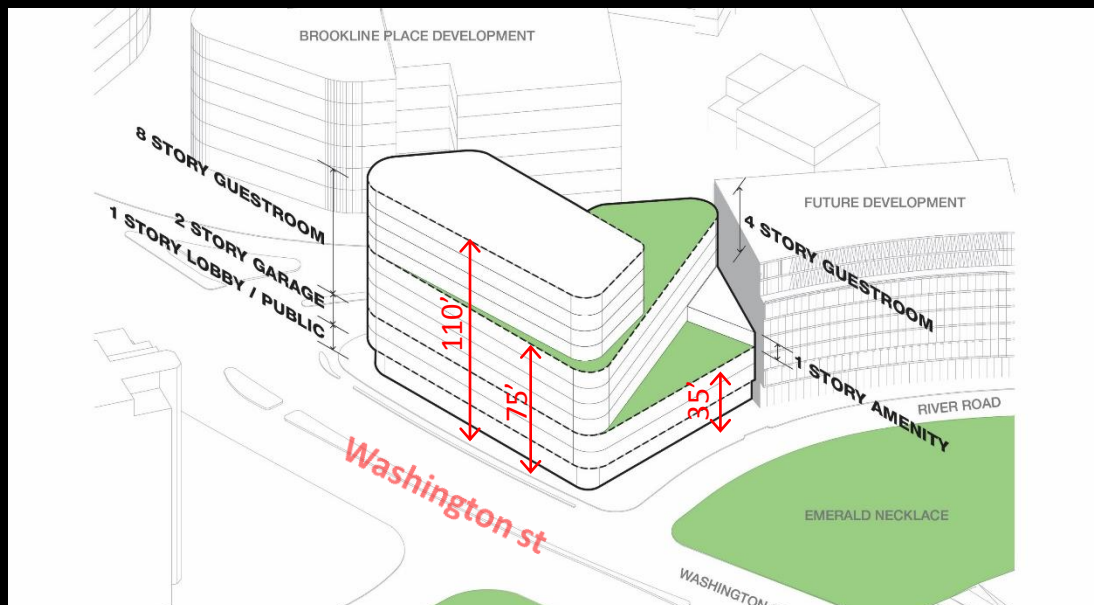 BROOKLINE PLACE DEVELOPMENT
8 STORY GUESTROOM
2 STORY GARAGE
1 STORY LOBBY / PUBLIC
FUTURE DEVELOPMENT
4 STORY GUESTROOM
1 STORY AMENITY
110'
75'
35'
RIVER ROAD
Washington st
EMERALD NECKLACE
WASHINGTON